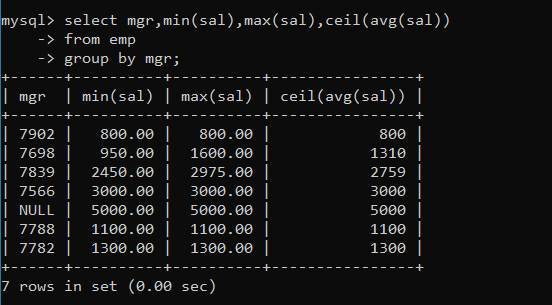 mysql> select mgr,min(sal),max(sal),ceil(avg(sal))
    -> from emp
    -> group by mgr;
+------+----------+----------+----------------+
| mgr  | min(sal) | max(sal) | ceil(avg(sal)) |
+------+----------+----------+----------------+
| 7902 |   800.00 |   800.00 |            800 |
| 7698 |   950.00 |  1600.00 |           1310 |
| 7839 |  2450.00 |  2975.00 |           2759 |
| 7566 |  3000.00 |  3000.00 |           3000 |
| NULL |  5000.00 |  5000.00 |           5000 |
| 7788 |  1100.00 |  1100.00 |           1100 |
| 7782 |  1300.00 |  1300.00 |           1300 |
+------+----------+----------+----------------+
7 rows in set (0.00 sec)